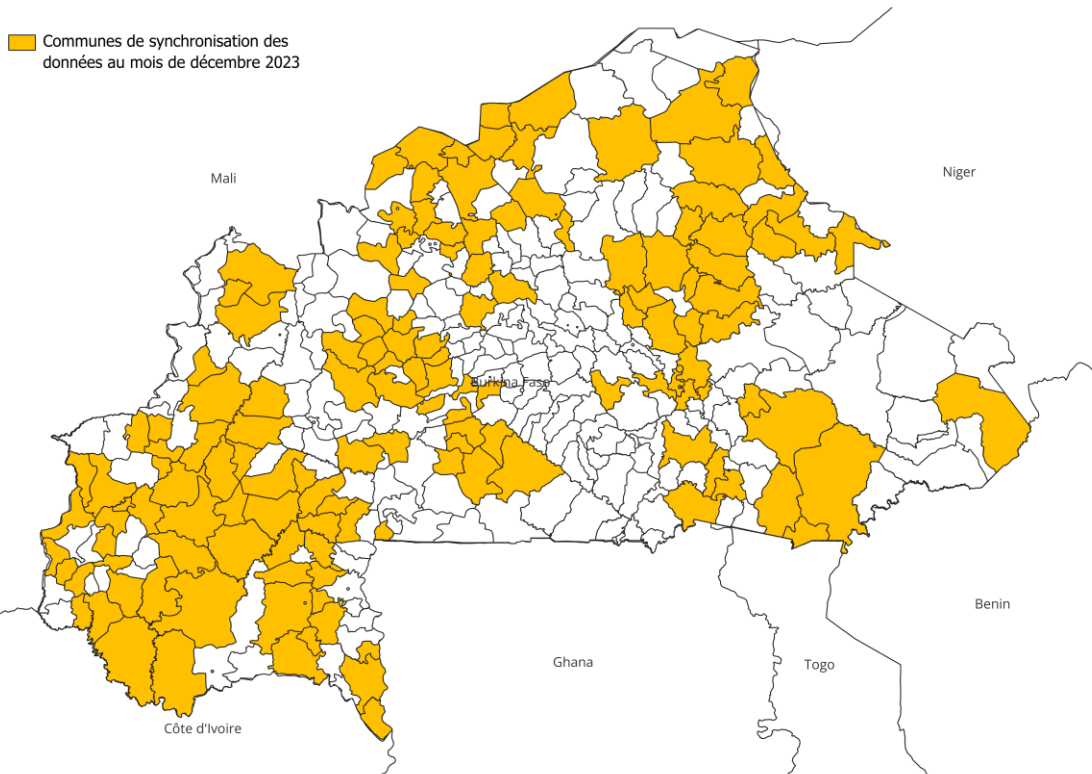 Communes de synchronisation des
données au mois de décembre 2023
Mali
Niger
Burkina Faso
Benin
Ghana
Togo
Côte d'Ivoire